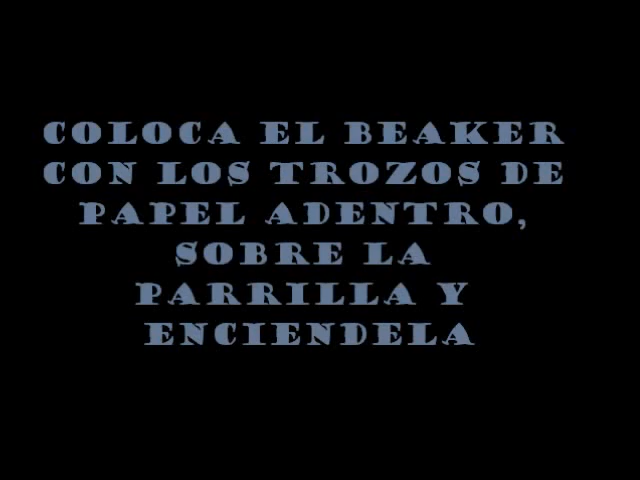 COLOCA EL BEAKER
CON LOS TROZOS DE
PAPEL ADENTRO,
SOBRE LA
PARRILLA Y
ENCIENDELA